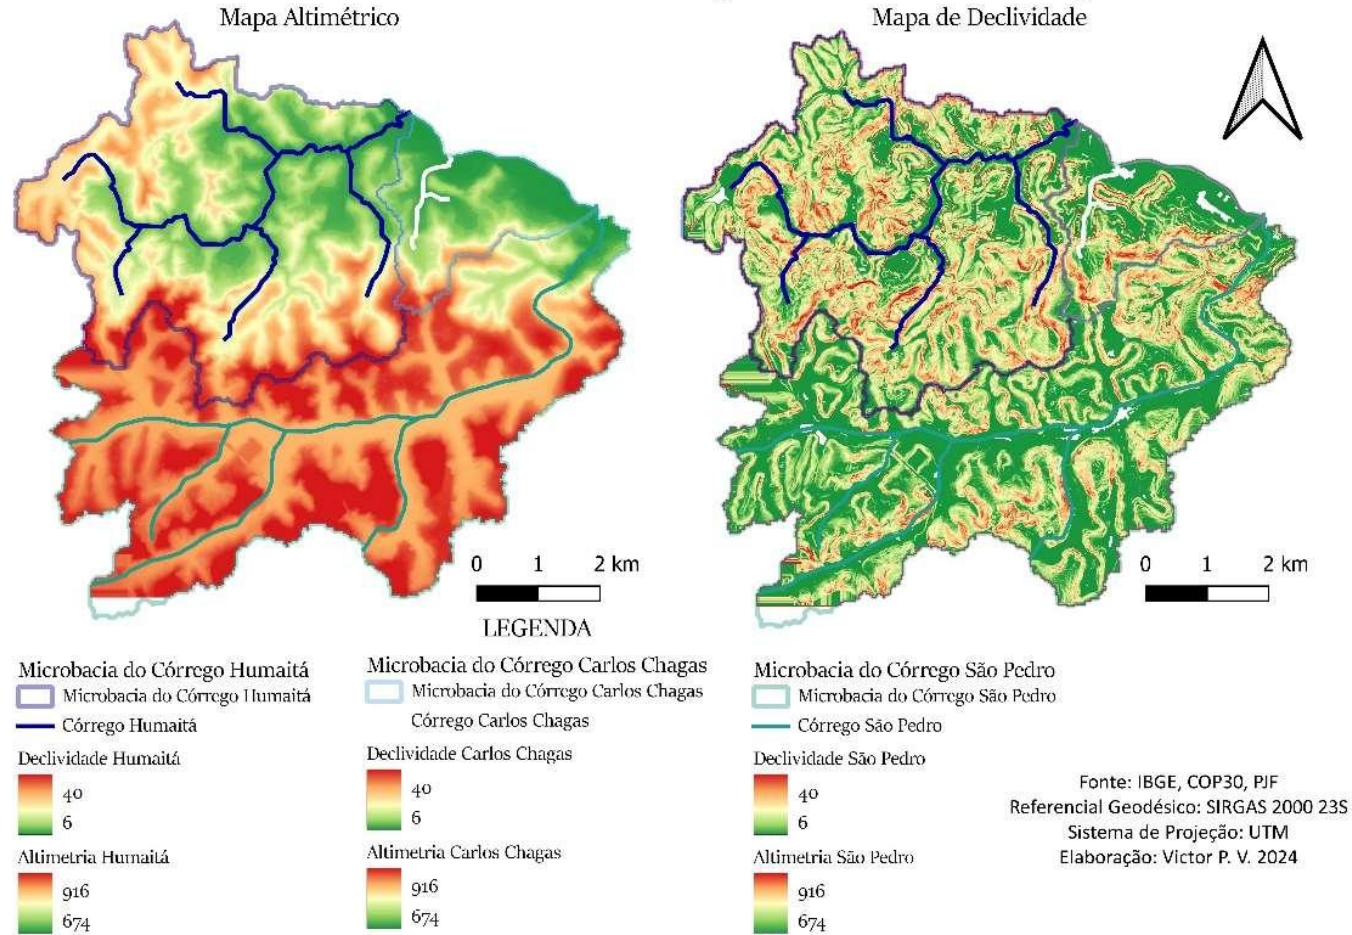 Mapa Altimétrico
Mapa de Declividade
0 1 2 km
0 1 2 km
LEGENDA
Microbacia do Córrego Humaitá
Microbacia do Córrego Humaitá
Córrego Humaitá
Declividade Humaitá
40
6
Altimetria Humaitá
916
674
Microbacia do Córrego Carlos Chagas
Microbacia do Córrego Carlos Chagas
Córrego Carlos Chagas
Declividade Carlos Chagas
40
6
Altimetria Carlos Chagas
916
674
Microbacia do Córrego São Pedro
Microbacia do Córrego São Pedro
Córrego São Pedro
Declividade São Pedro
40
6
Altimetria São Pedro
916
674
Fonte: IBGE, COP30, PJF
Referencial Geodésico: SIRGAS 2000 23S
Sistema de Projeção: UTM
Elaboração: Victor P. V. 2024